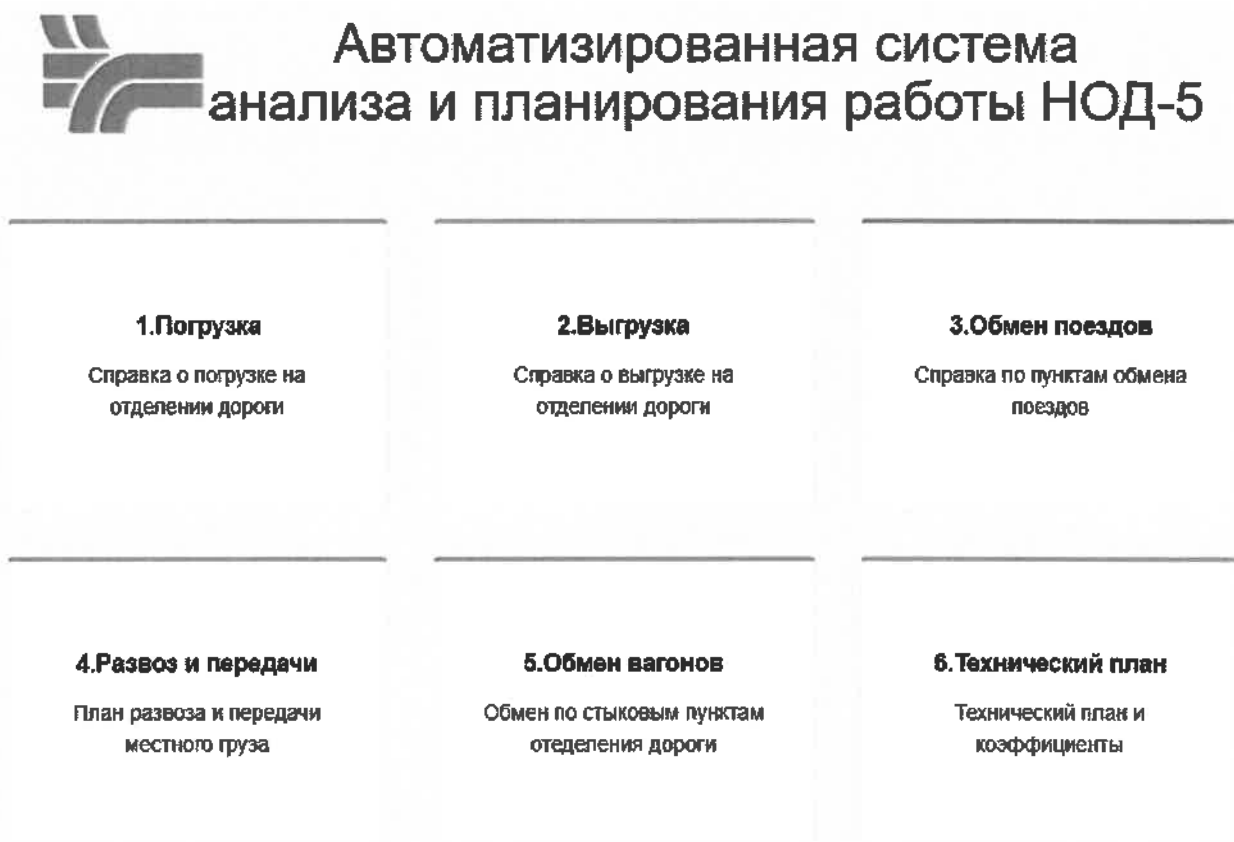 Автоматизированная система
анализа и планирования работы НОД-5
1.Погрузка
Справка о погрузке на
отделении дороги
2.Выгрузка
Справка о выгрузке на
отделении дороги
3.Обмен поездов
Справка по пунктам обмена
поездов
4.Развоз и передачи
План развоза и передачи
местного груза
5.Обмен вагонов
Обмен по стыковым пунктам
отеделения дороги
6.Технический план
Технический план и
коэффициенты